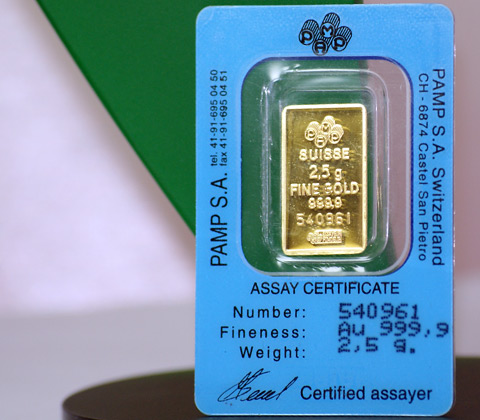 PAMP
PAMP S.A.
tel. 41-91-695 04 50
fax 41-91-695 04 51
PAMP
SUISSE
2,5 g
FINE GOLD
999.9
540961
PAMP S.A. Switzerland
CH - 6874 Castel San Pietro
ASSAY CERTIFICATE
Number: 540961
Fineness: Au 999,9
Weight: 2,5 g.
Certified assayer